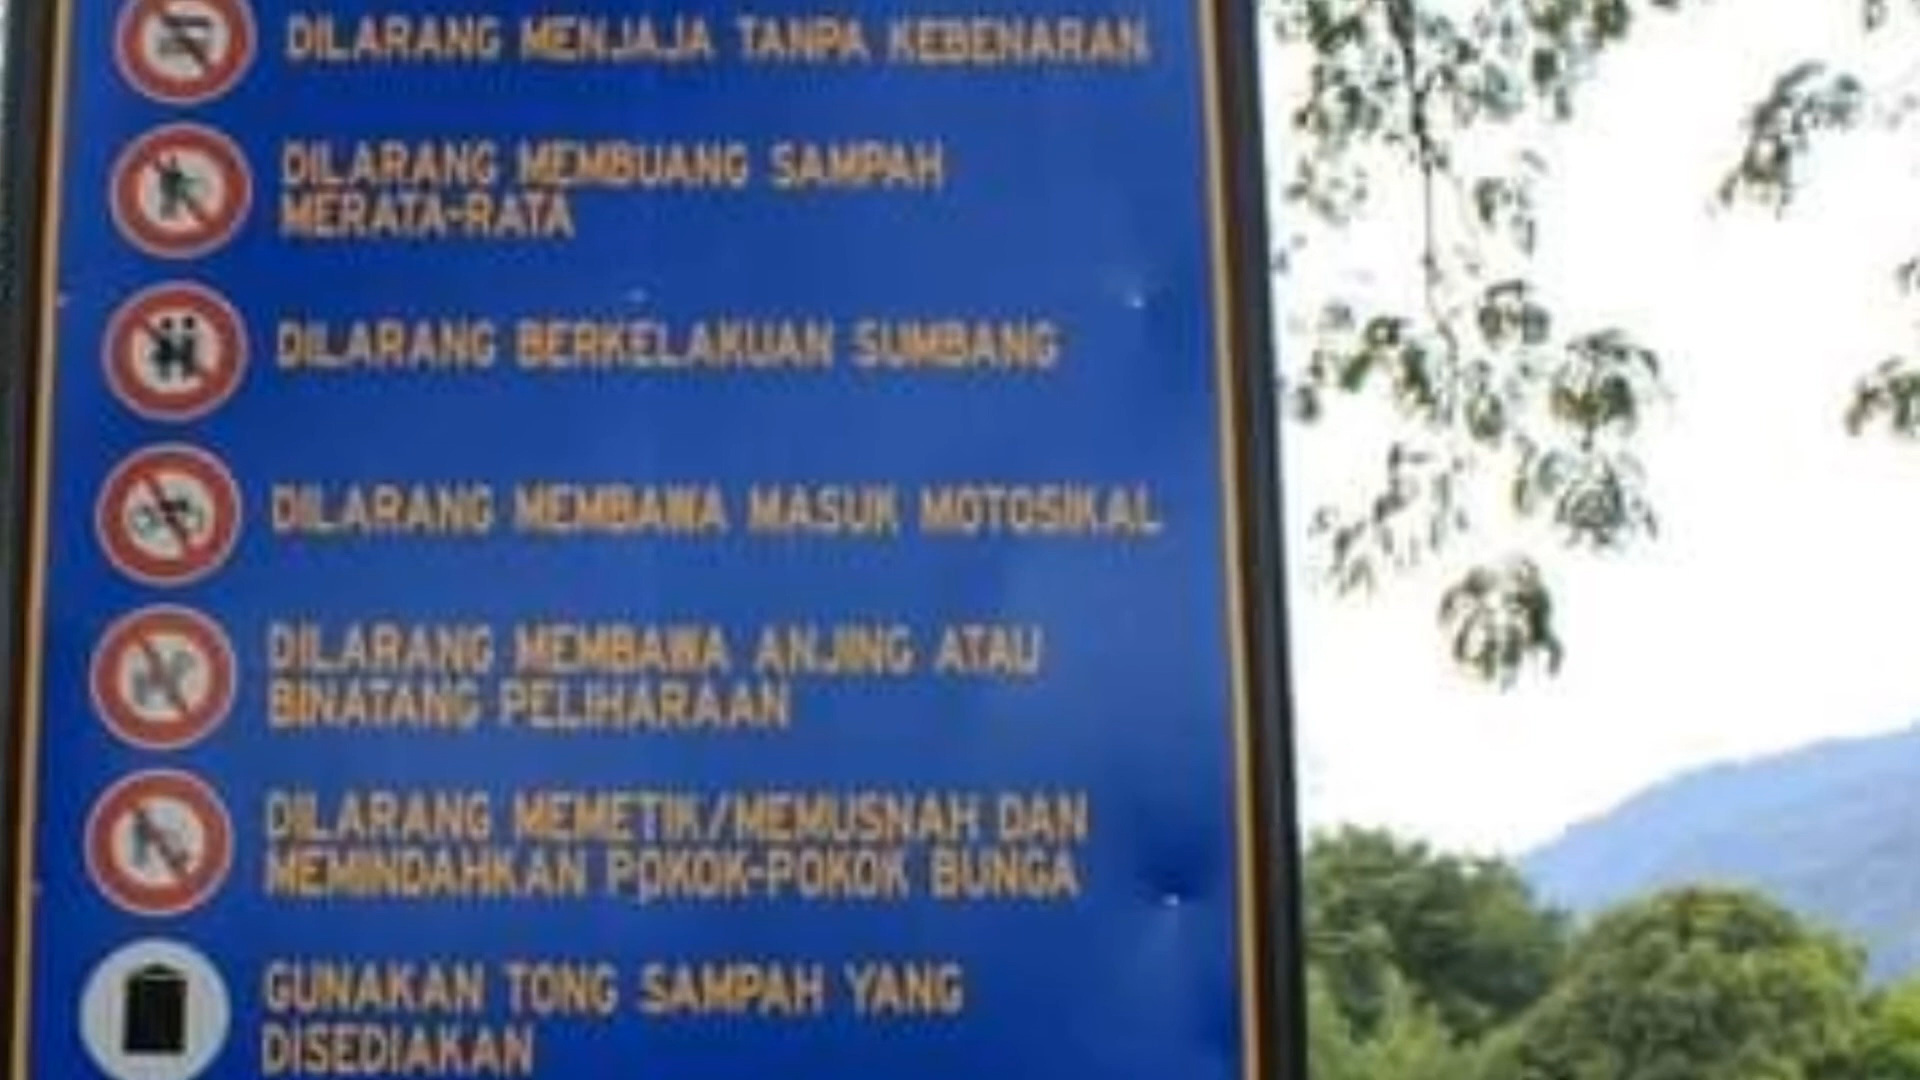 DILARANG MENJAJA TANPA KEBENARAN
DILARANG MEMBUANG SAMPAH
MERATA-RATA
DILARANG BERKELAKUAN SUMBANG
DILARANG MEMBAWA MASUK MOTOSIKAL
DILARANG MEMBAWA ANJING ATAU
BINATANG PELIHARAAN
DILARANG MEMETIK/MEMUSNAH DAN
MEMINDAHKAN POKOK-POKOK BUNGA
GUNAKAN TONG SAMPAH YANG
DISEDIAKAN